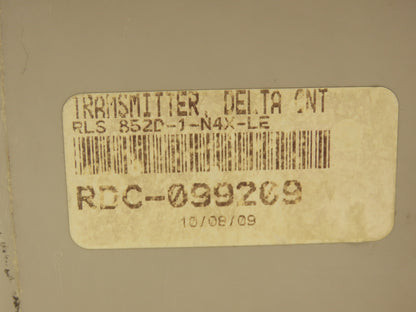 TRANSMITTER, DELTA CNT
RLS 852D-1-N4X-LE
RDC-099209
10/08/09